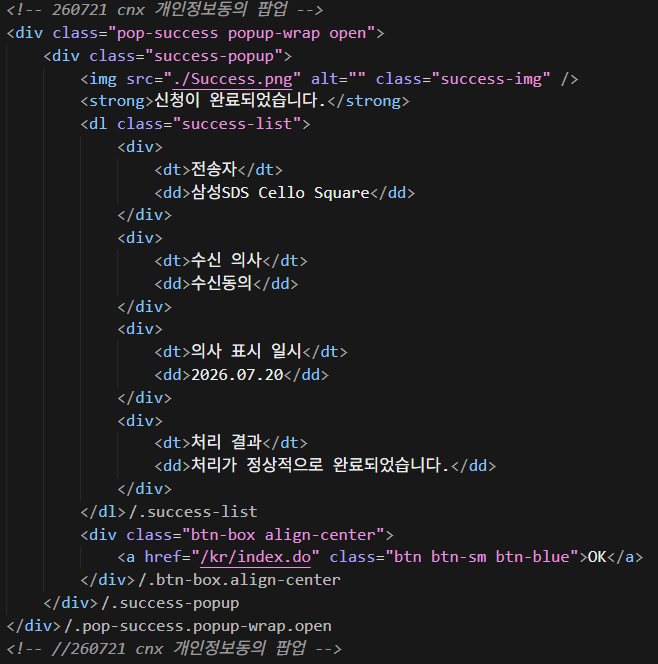 <!-- 260721 cnx 개인정보동의 팝업 -->
<div class="pop-success popup-wrap open">
<div class="success-popup">
<img src="./Success.png" alt="" class="success-img" />
<strong>신청이 완료되었습니다.</strong>
<dl class="success-list">
<div>
<dt>전송자</dt>
<dd>삼성SDS Cello Square</dd>
</div>
<div>
<dt>수신 의사</dt>
<dd>수신동의</dd>
</div>
<div>
<dt>의사 표시 일시</dt>
<dd>2026.07.20</dd>
</div>
<div>
<dt>처리 결과</dt>
<dd>처리가 정상적으로 완료되었습니다.</dd>
</div>
</dl>/.success-list
<div class="btn-box align-center">
<a href="/kr/index.do" class="btn btn-sm btn-blue">OK</a>
</div>/.btn-box.align-center
</div>/.success-popup
</div>/.pop-success.popup-wrap.open
<!-- //260721 cnx 개인정보동의 팝업 -->